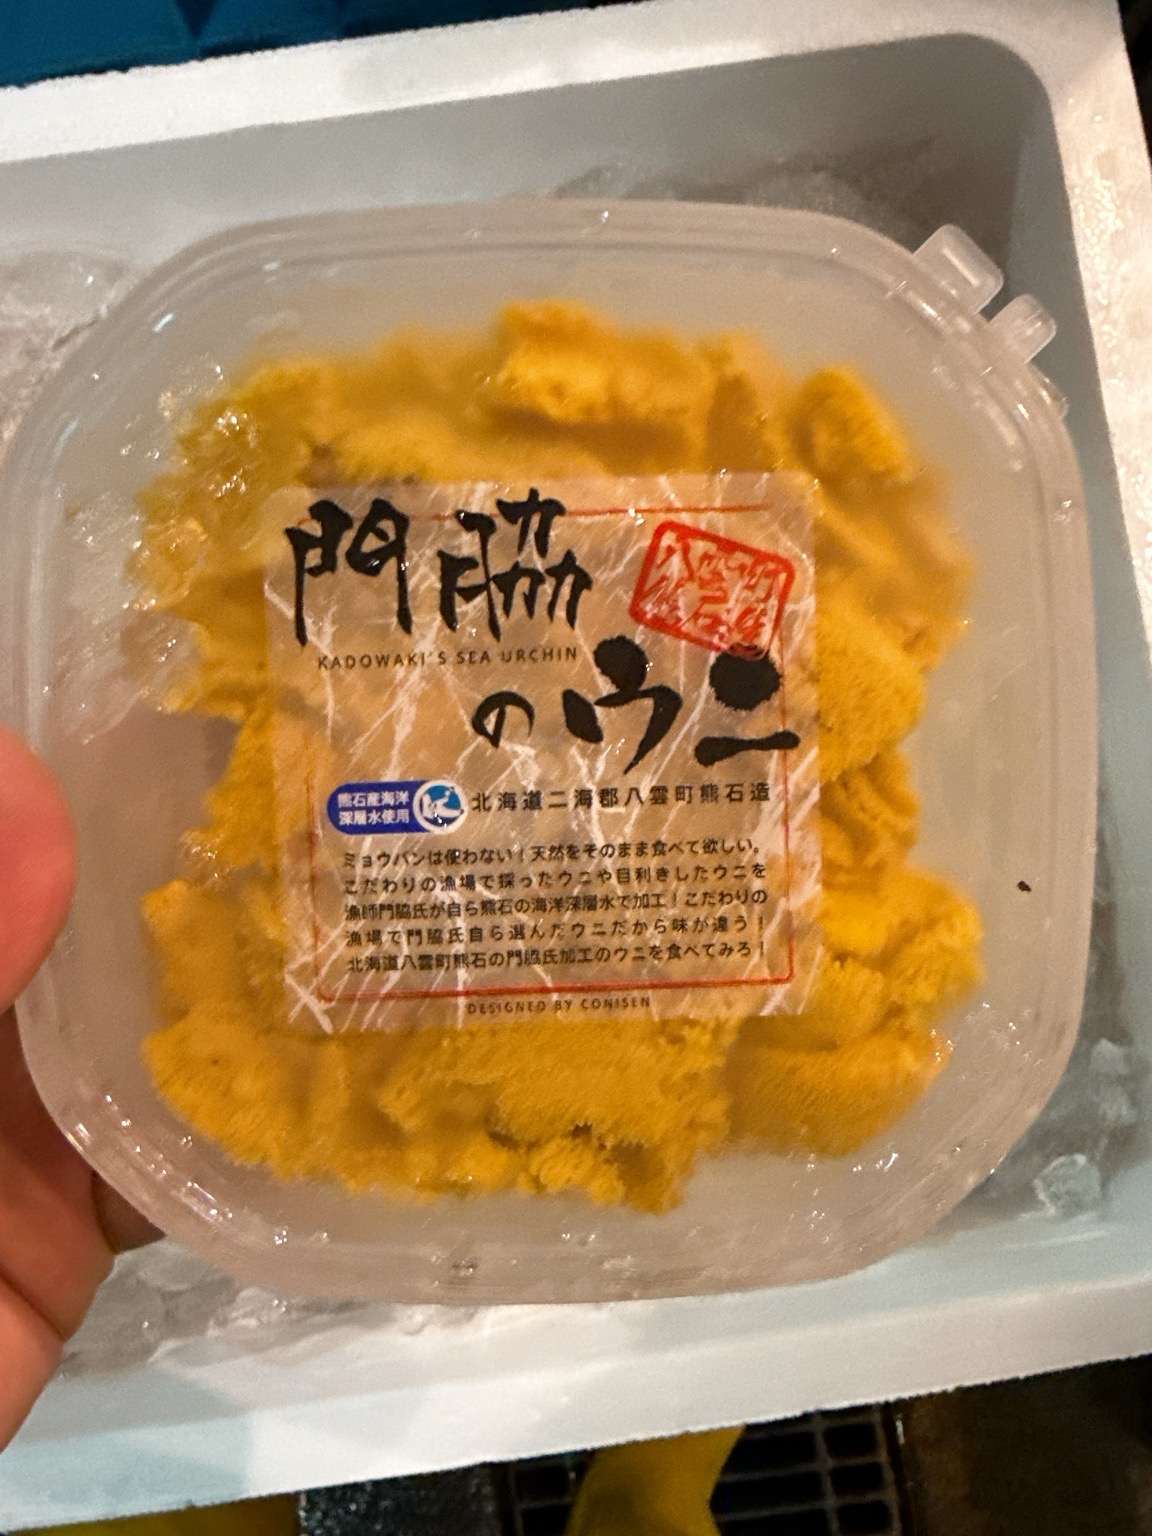 門脇
KADOWAKI'S SEA URCHIN
のウニ
八雲町
熊石産
熊石産海洋
深層水使用
北海道二海郡八雲町熊石造
ミョウバンは使わない！天然をそのまま食べて欲しい。
こだわりの漁場で採ったウニや目利きしたウニを
漁師門脇氏が自ら熊石の海洋深層水で加工！こだわりの
漁場で門脇氏自ら選んだウニだから味が違う！
北海道八雲町熊石の門脇氏加工のウニを食べてみろ！
DESIGNED BY CONISEN